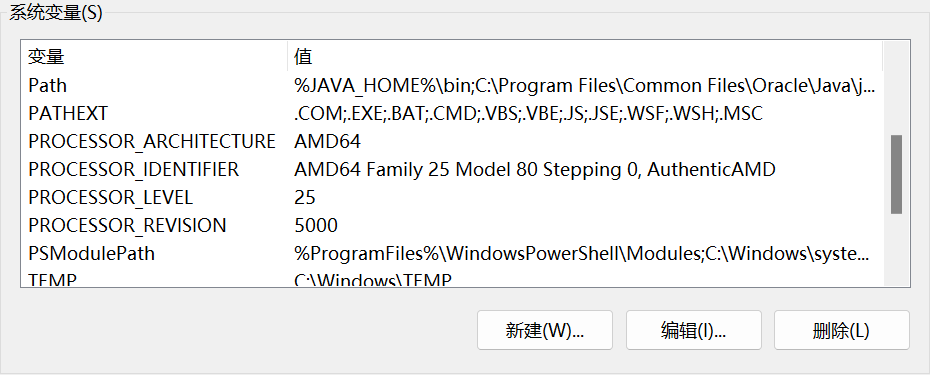 系统变量(S)
变量 值
Path %JAVA_HOME%\bin;C:\Program Files\Common Files\Oracle\Java\j...
PATHEXT .COM;.EXE;.BAT;.CMD;.VBS;.VBE;.JS;.JSE;.WSF;.WSH;.MSC
PROCESSOR_ARCHITECTURE AMD64
PROCESSOR_IDENTIFIER AMD64 Family 25 Model 80 Stepping 0, AuthenticAMD
PROCESSOR_LEVEL 25
PROCESSOR_REVISION 5000
PSModulePath %ProgramFiles%\WindowsPowerShell\Modules;C:\Windows\syste...
TEMP C:\Windows\TEMP
新建(W)... 编辑(I)... 删除(L)